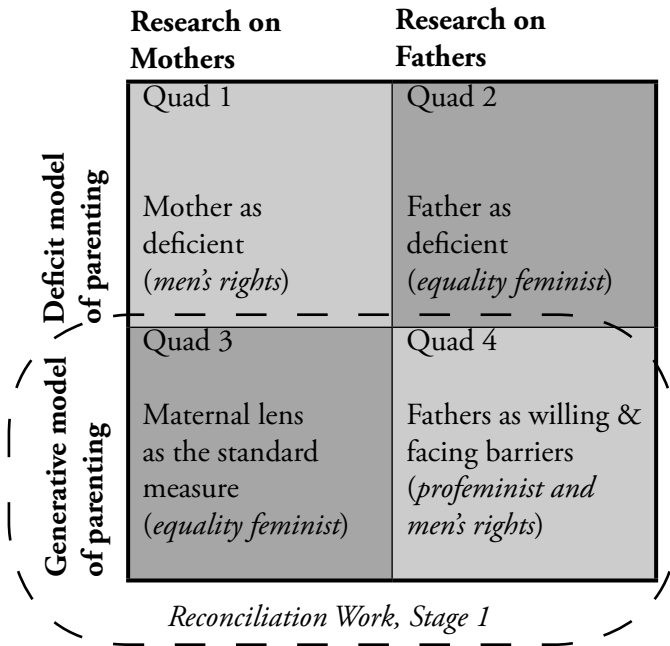 Research on
Mothers
Research on
Fathers
Deficit model
of parenting
Quad 1
Mother as
deficient
(men’s rights)
Quad 2
Father as
deficient
(equality feminist)
Generative model
of parenting
Quad 3
Maternal lens
as the standard
measure
(equality feminist)
Quad 4
Fathers as willing &
facing barriers
(profeminist and
men’s rights)
Reconciliation Work, Stage 1